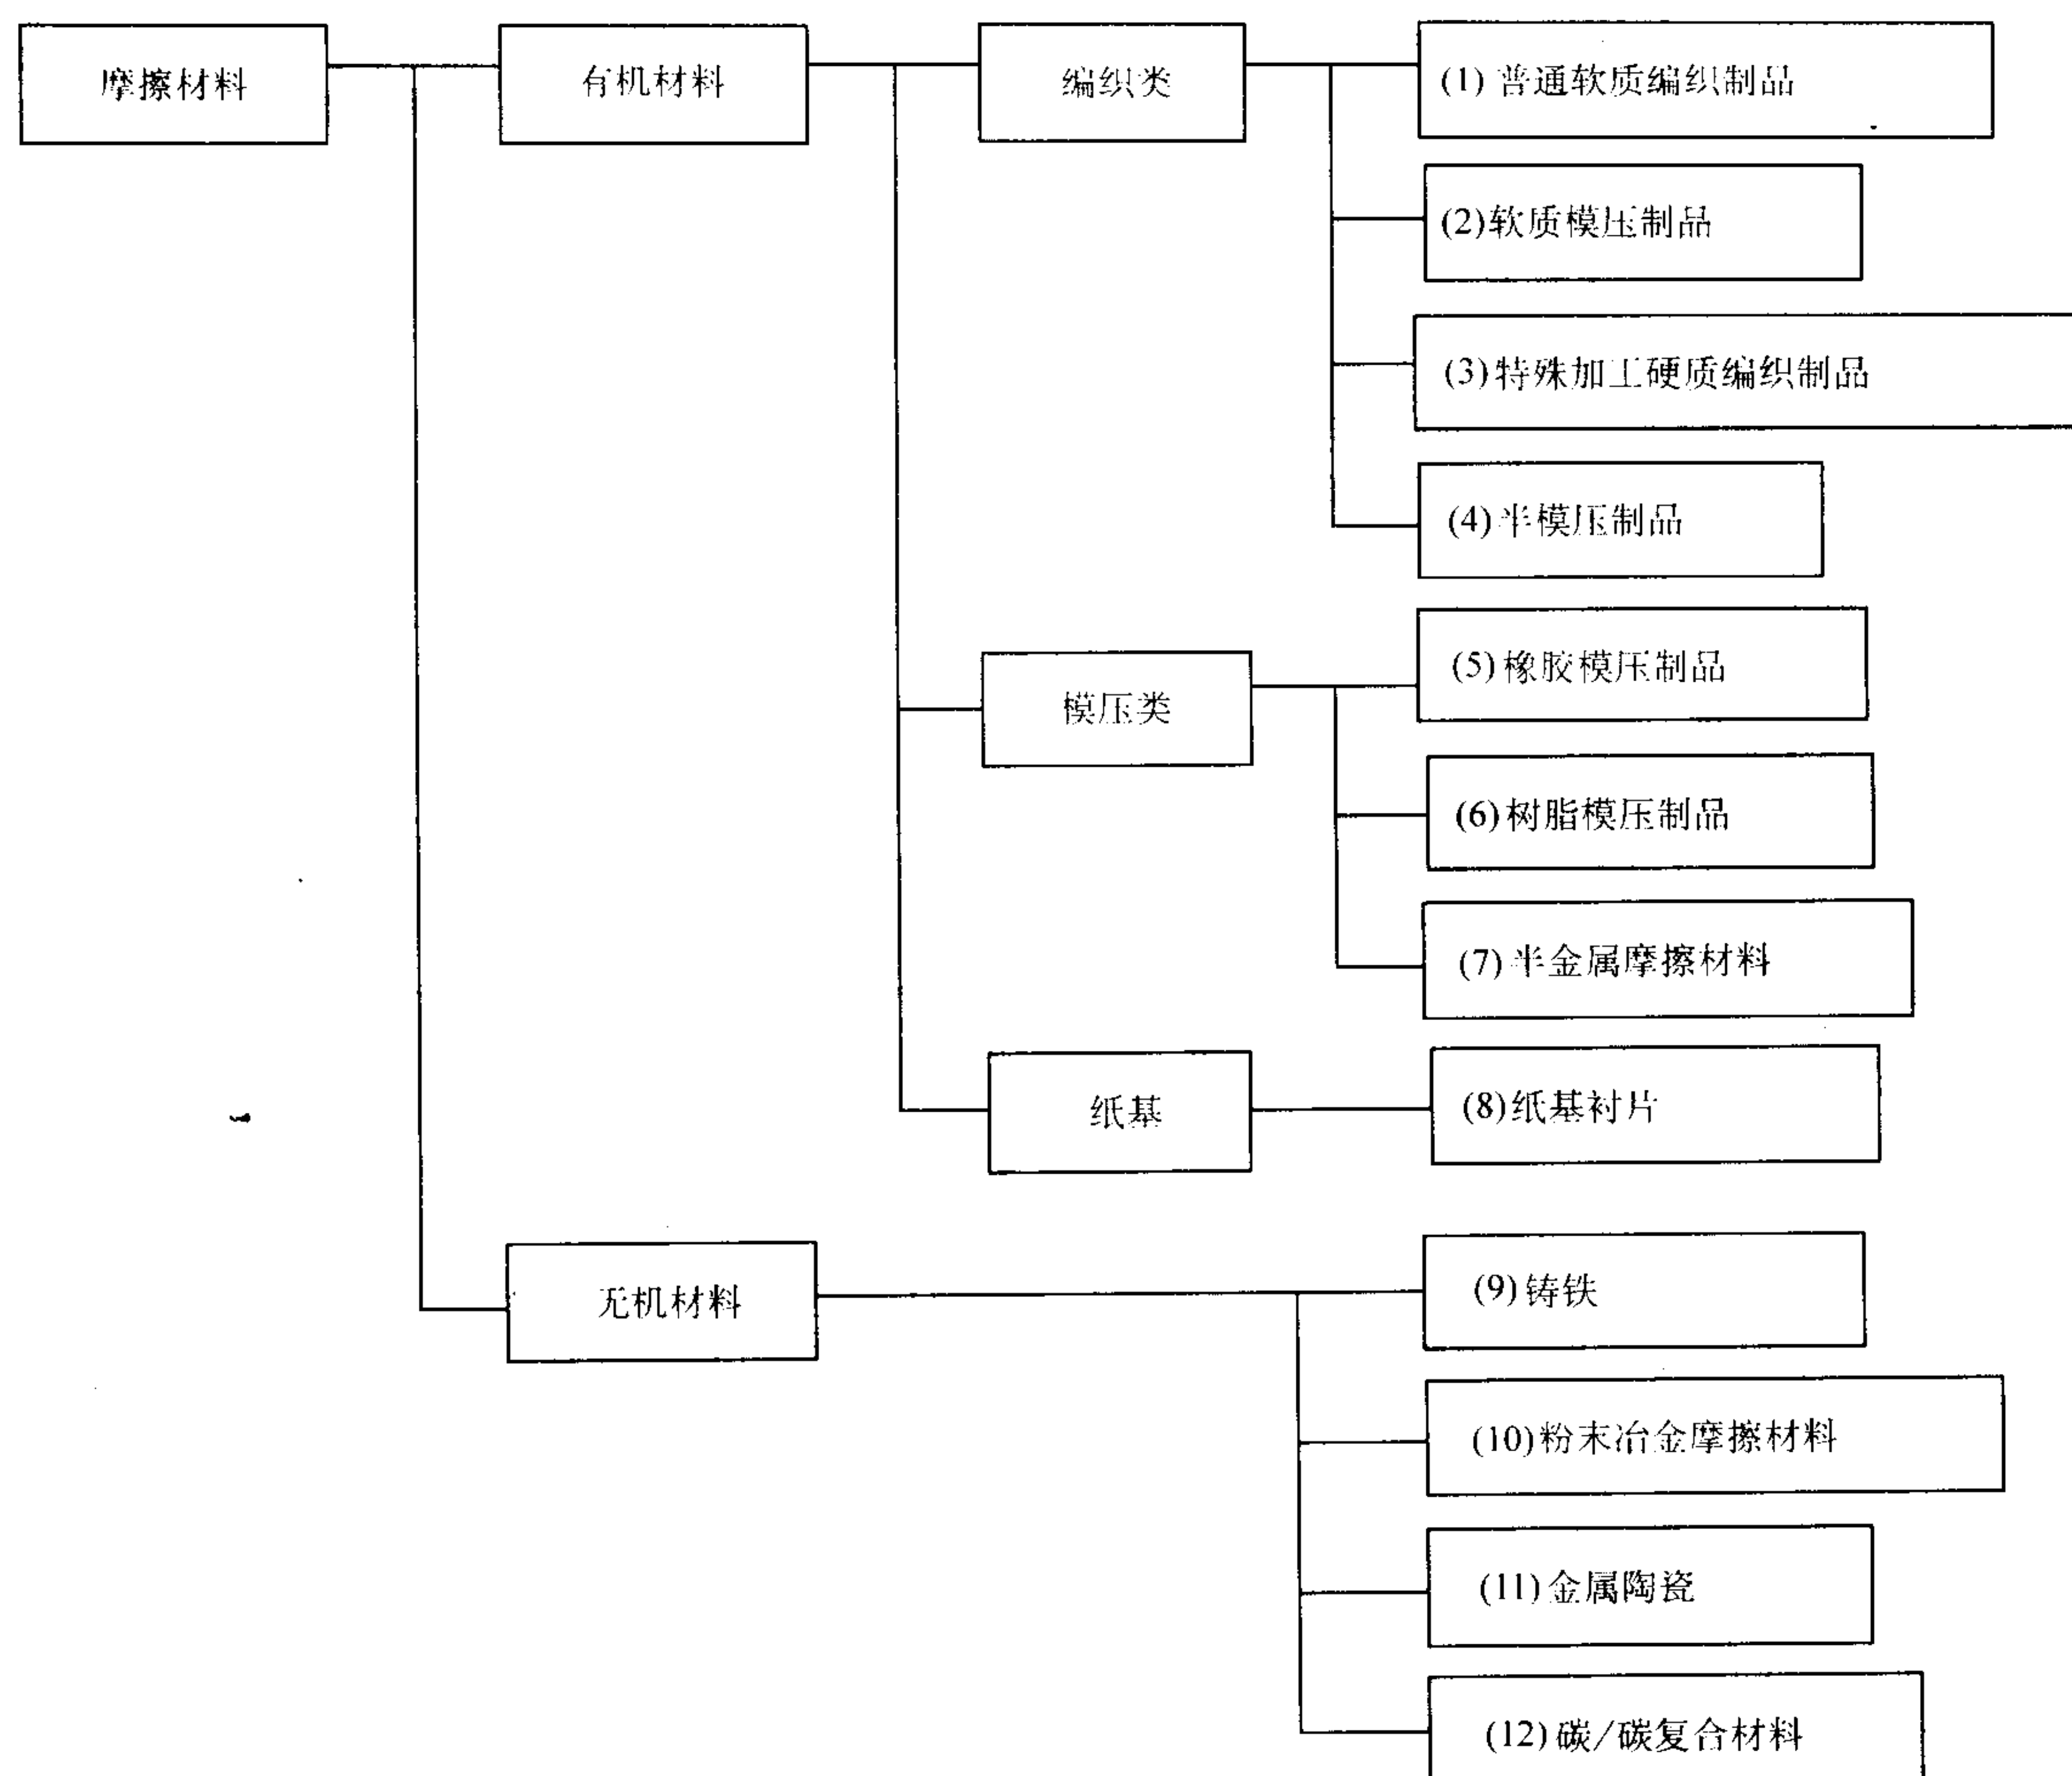 摩擦材料
有机材料
编织类
(1) 普通软质编织制品
(2)软质模压制品
(3)特殊加工硬质编织制品
(4)半模压制品
模压类
(5)橡胶模压制品
(6)树脂模压制品
(7)半金属摩擦材料
纸基
(8)纸基衬片
无机材料
(9)铸铁
(10)粉末冶金摩擦材料
(11)金属陶瓷
(12)碳/碳复合材料